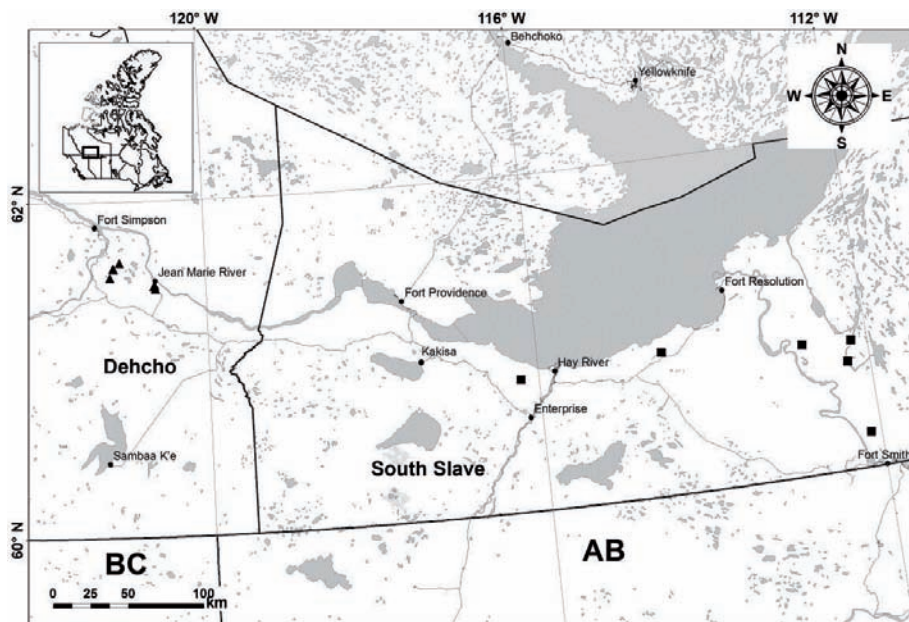 120° W
116° W
112° W
Behchoko
N
Yellowknife
W
E
S
62° N
Fort Simpson
Jean Marie River
Fort Resolution
Fort Providence
Kakisa
Hay River
Dehcho
Enterprise
Sambaa K'e
South Slave
Fort Smith
60° N
BC
AB
0
25
50
100
km